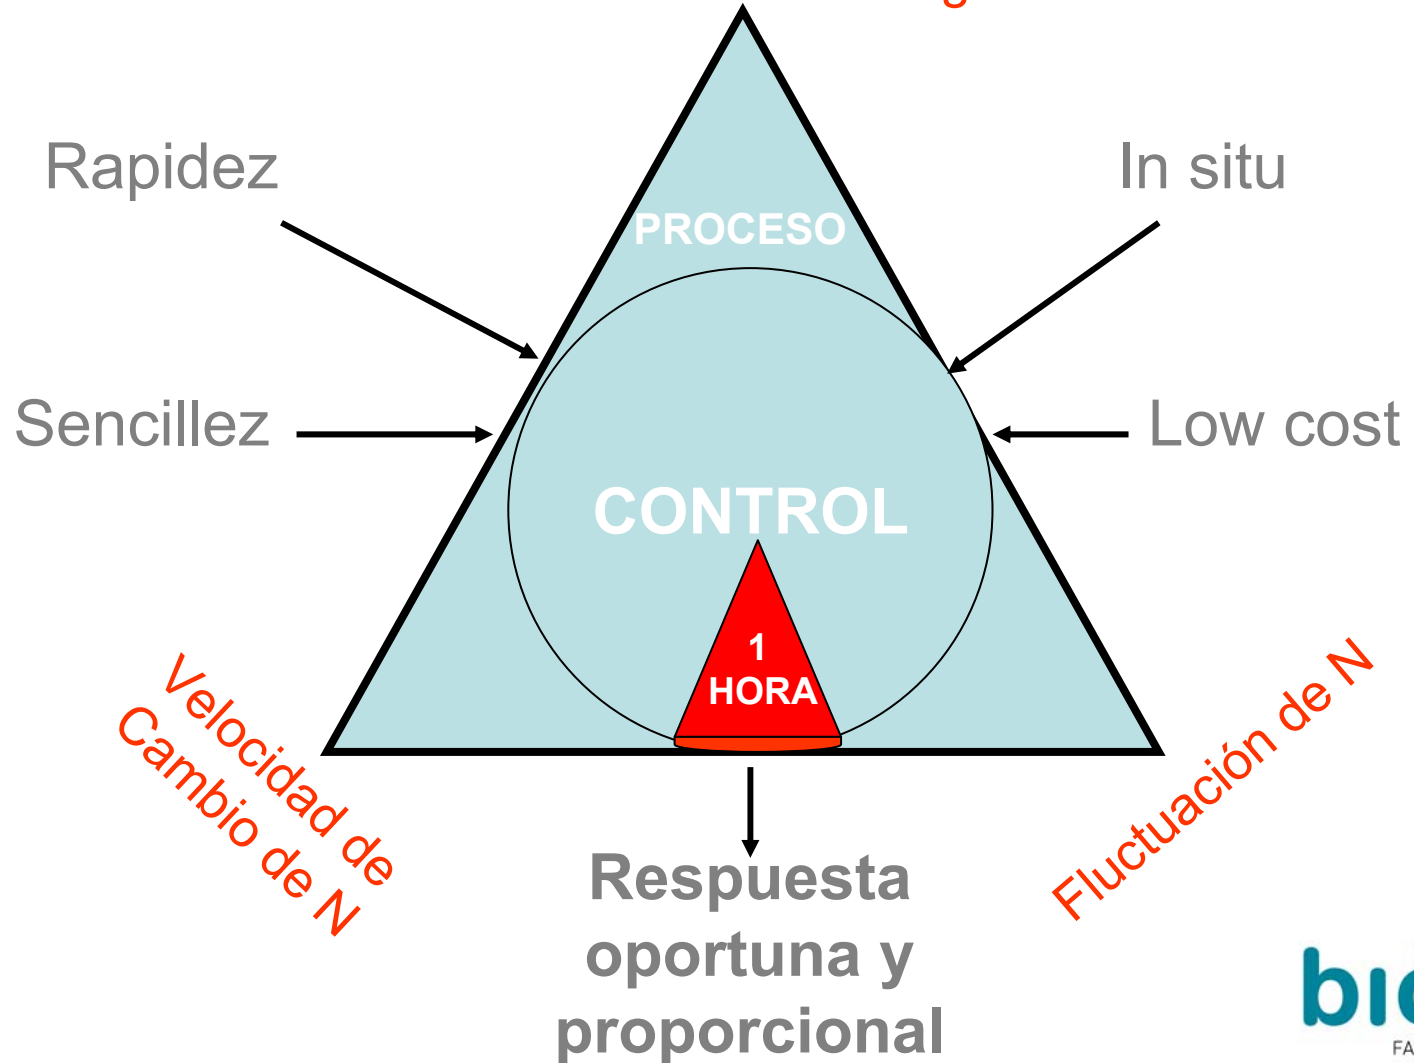 Rapidez
In situ
PROCESO
Sencillez
Low cost
CONTROL
1
HORA
Velocidad de
Cambio de N
Fluctuación de N
Respuesta
oportuna y
proporcional